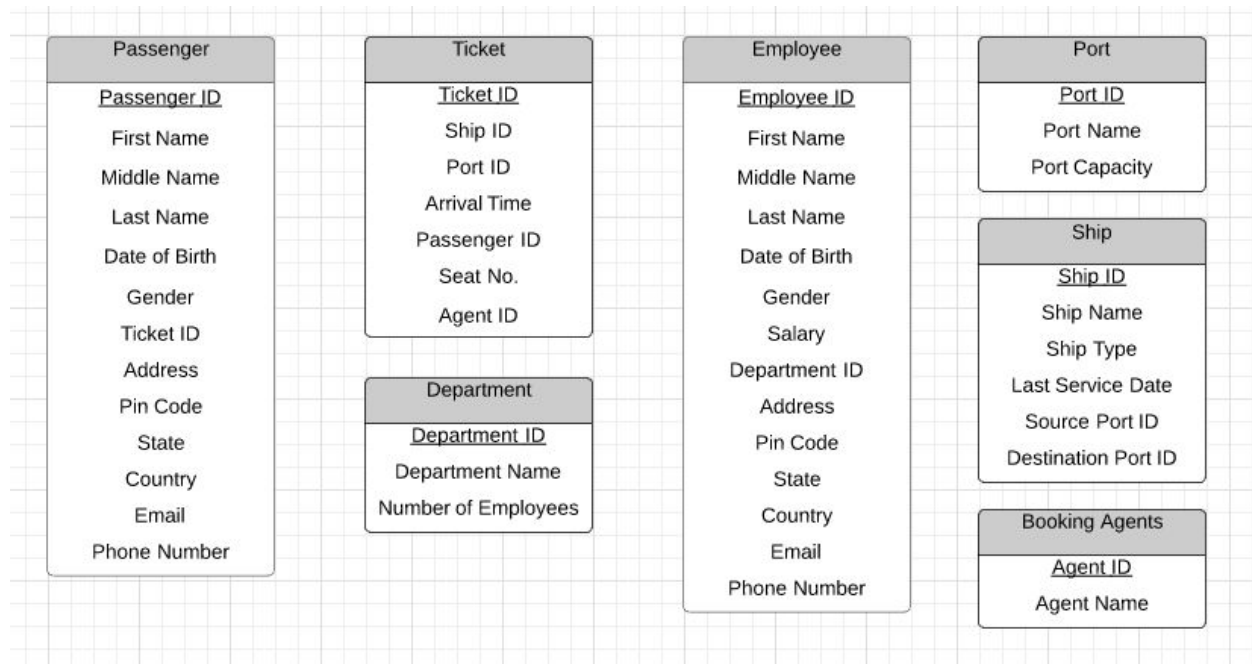 Passenger
Passenger ID
First Name
Middle Name
Last Name
Date of Birth
Gender
Ticket ID
Address
Pin Code
State
Country
Email
Phone Number
Ticket
Ticket ID
Ship ID
Port ID
Arrival Time
Passenger ID
Seat No.
Agent ID
Department
Department ID
Department Name
Number of Employees
Employee
Employee ID
First Name
Middle Name
Last Name
Date of Birth
Gender
Salary
Department ID
Address
Pin Code
State
Country
Email
Phone Number
Port
Port ID
Port Name
Port Capacity
Ship
Ship ID
Ship Name
Ship Type
Last Service Date
Source Port ID
Destination Port ID
Booking Agents
Agent ID
Agent Name